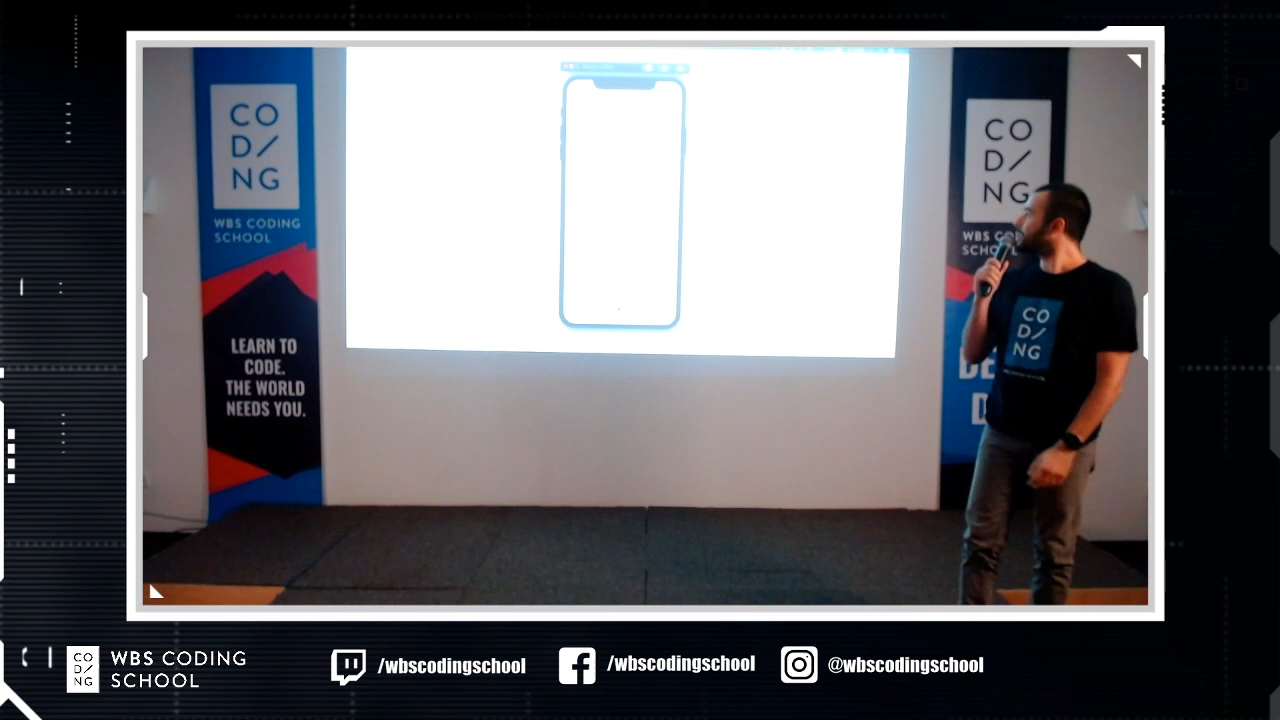 CO
D/
NG
WBS CODING
SCHOOL
LEARN TO
CODE.
THE WORLD
NEEDS YOU.
CO
D/
NG
WBS
SCHOOL
CO
D/
NG
CO
D/
NG
WBS CODING
SCHOOL
/wbscodingschool
/wbscodingschool
@wbscodingschool